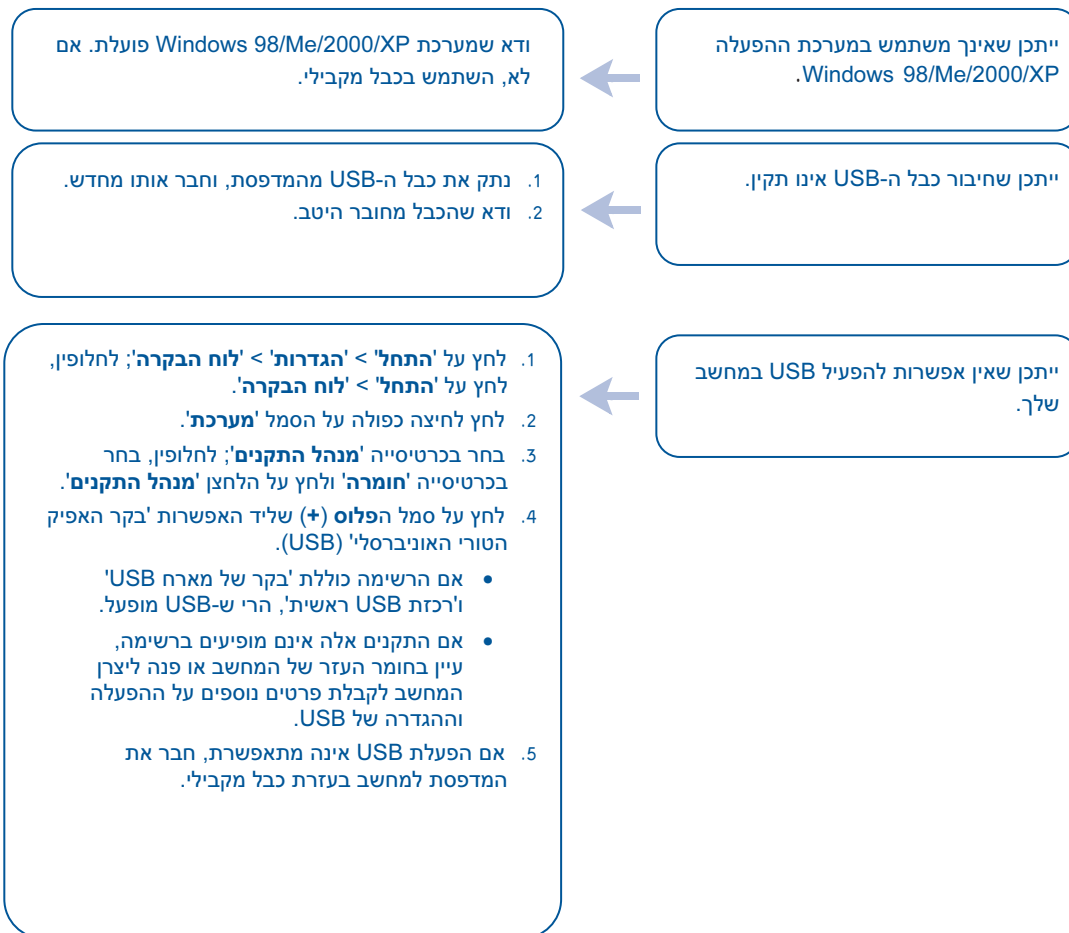 ייתכן שאינך משתמש במערכת ההפעלה
Windows 98/Me/2000/XP.
ודא שמערכת Windows 98/Me/2000/XP פועלת. אם
לא, השתמש בכבל מקבילי.
ייתכן שחיבור כבל ה-USB אינו תקין.
1. נתק את כבל ה-USB מהמדפסת, וחבר אותו מחדש.
2. ודא שהכבל מחובר היטב.
ייתכן שאין אפשרות להפעיל USB במחשב
שלך.
1. לחץ על 'התחל' > 'הגדרות' > 'לוח הבקרה'; לחלופין,
לחץ על 'התחל' > 'לוח הבקרה'.
2. לחץ לחיצה כפולה על הסמל 'מערכת'.
3. בחר בכרטיסייה 'מנהל התקנים'; לחלופין, בחר
בכרטיסייה 'חומרה' ולחץ על הלחצן 'מנהל התקנים'.
4. לחץ על סמל הפלוס (+) שליד האפשרות 'בקר האפיק
הטורי האוניברסלי' (USB).
• אם הרשימה כוללת 'בקר של מארח USB'
ו'רכזת USB ראשית', הרי ש-USB מופעל.
• אם התקנים אלה אינם מופיעים ברשימה,
עיין בחומר העזר של המחשב או פנה ליצרן
המחשב לקבלת פרטים נוספים על ההפעלה
וההגדרה של USB.
5. אם הפעלת USB אינה מתאפשרת, חבר את
המדפסת למחשב בעזרת כבל מקבילי.